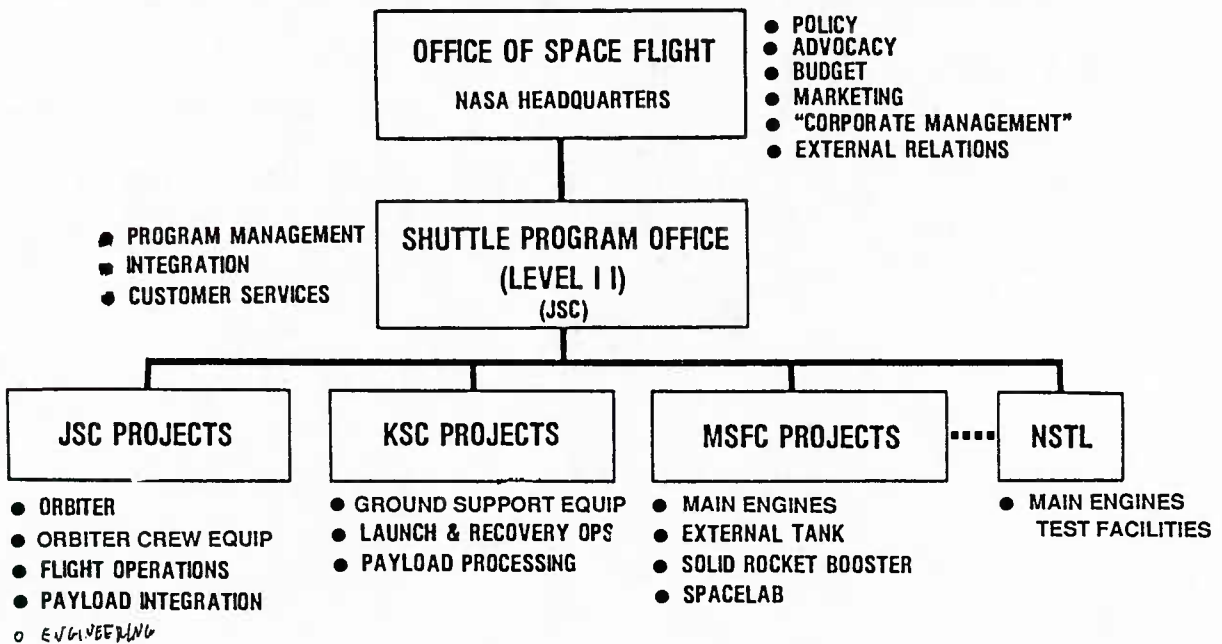 OFFICE OF SPACE FLIGHT
NASA HEADQUARTERS
● POLICY
● ADVOCACY
● BUDGET
● MARKETING
● "CORPORATE MANAGEMENT"
● EXTERNAL RELATIONS
● PROGRAM MANAGEMENT
● INTEGRATION
● CUSTOMER SERVICES
SHUTTLE PROGRAM OFFICE
(LEVEL II)
(JSC)
JSC PROJECTS
● ORBITER
● ORBITER CREW EQUIP
● FLIGHT OPERATIONS
● PAYLOAD INTEGRATION
o ENGINEERING
KSC PROJECTS
● GROUND SUPPORT EQUIP
● LAUNCH & RECOVERY OPS
● PAYLOAD PROCESSING
MSFC PROJECTS
● MAIN ENGINES
● EXTERNAL TANK
● SOLID ROCKET BOOSTER
● SPACELAB
NSTL
● MAIN ENGINES
TEST FACILITIES